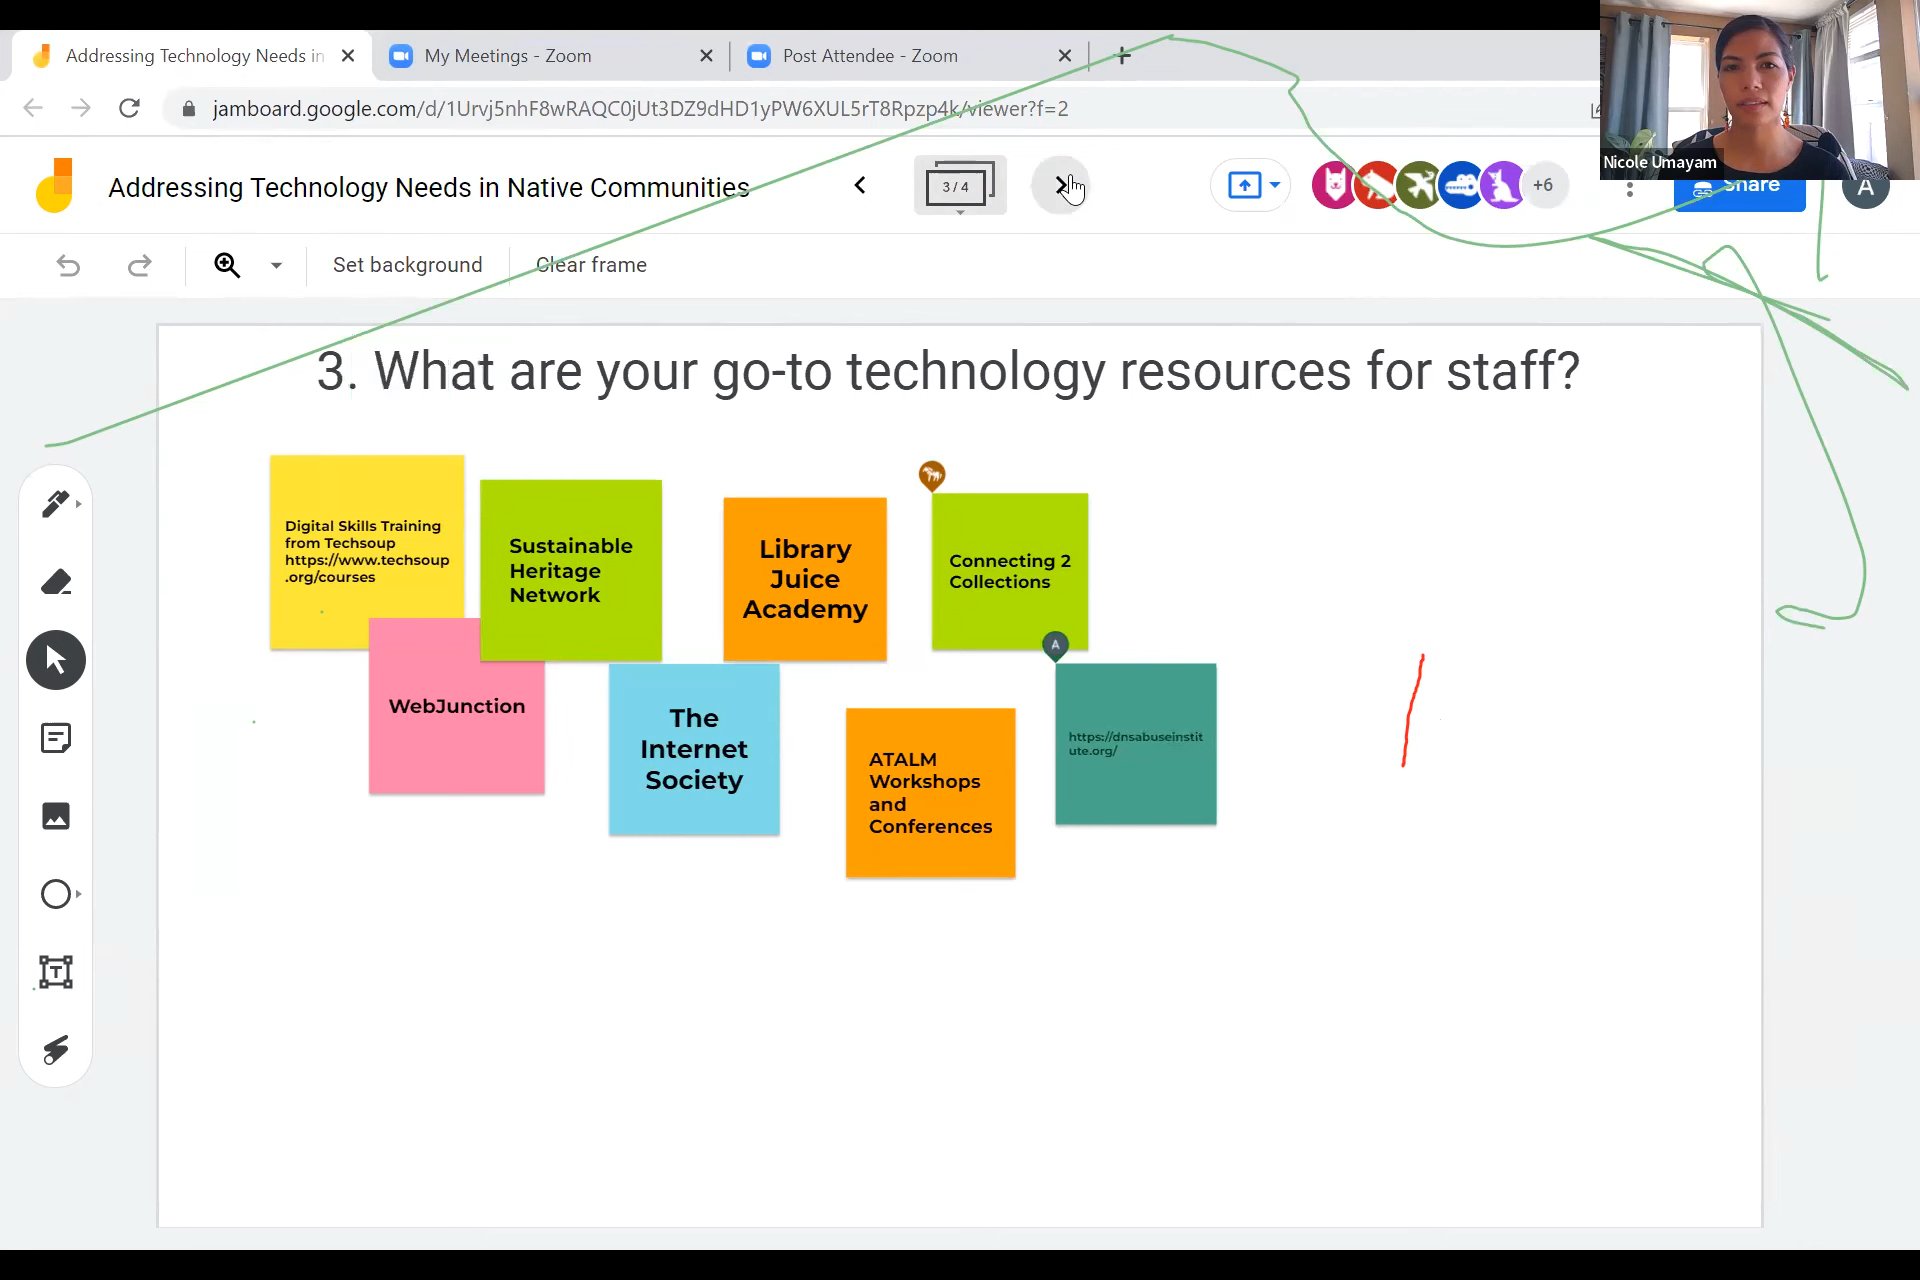 Addressing Technology Needs in
My Meetings - Zoom
Post Attendee - Zoom
jamboard.google.com/d/1Urvj5nhF8wRAQC0jUt3DZ9dHD1yPW6XUL5rT8Rpzp4k/viewer?f=2
Nicole Umayam
Addressing Technology Needs in Native Communities
3 / 4
+6
Share
A
Set background
Clear frame
3. What are your go-to technology resources for staff?
Digital Skills Training
from Techsoup
https://www.techsoup
.org/courses
Sustainable
Heritage
Network
Library
Juice
Academy
Connecting 2
Collections
A
WebJunction
The
Internet
Society
ATALM
Workshops
and
Conferences
https://dnsabuseinstit
ute.org/